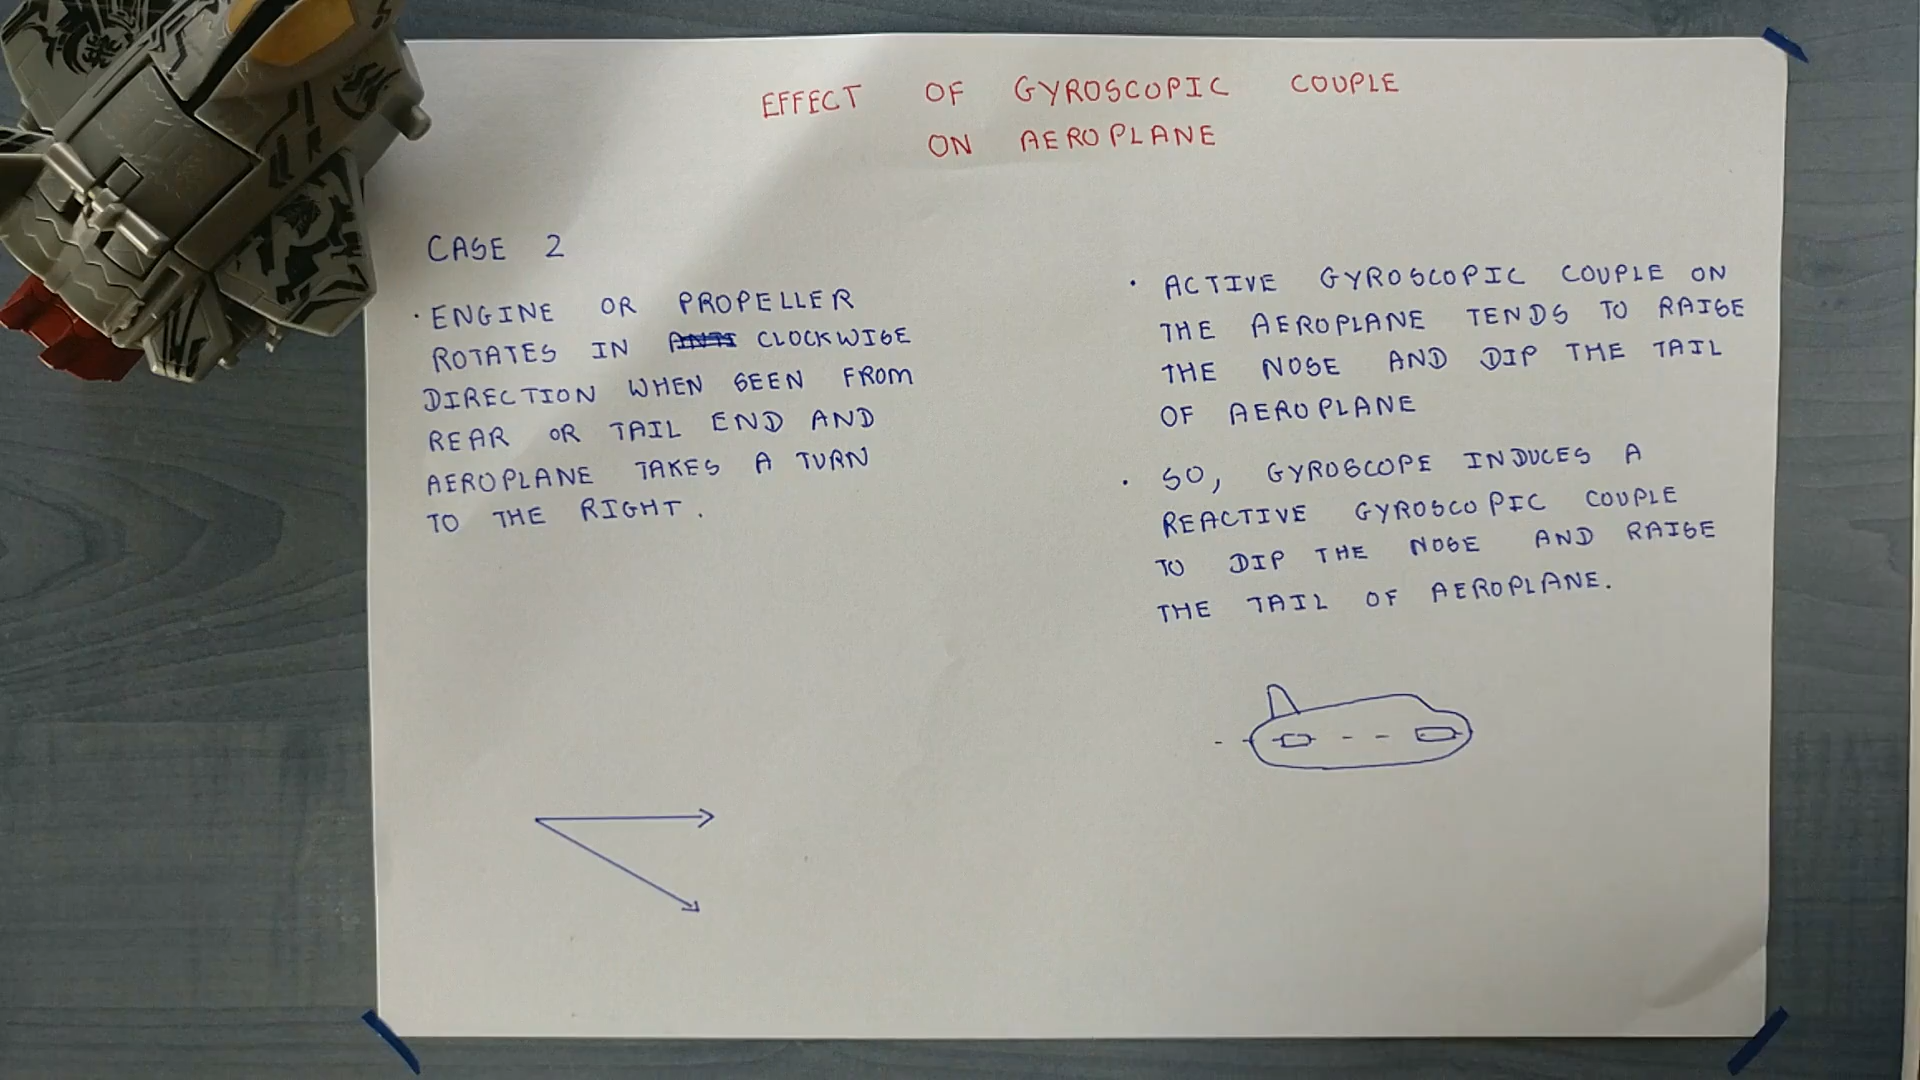 EFFECT OF GYROSCOPIC COUPLE
ON AEROPLANE
CASE 2
• ENGINE OR PROPELLER
ROTATES IN CLOCKWISE
DIRECTION WHEN SEEN FROM
REAR OR TAIL END AND
AEROPLANE TAKES A TURN
TO THE RIGHT.
• ACTIVE GYROSCOPIC COUPLE ON
THE AEROPLANE TENDS TO RAISE
THE NOSE AND DIP THE TAIL
OF AEROPLANE
• SO, GYROSCOPE INDUCES A
REACTIVE GYROSCOPIC COUPLE
TO DIP THE NOSE AND RAISE
THE TAIL OF AEROPLANE.